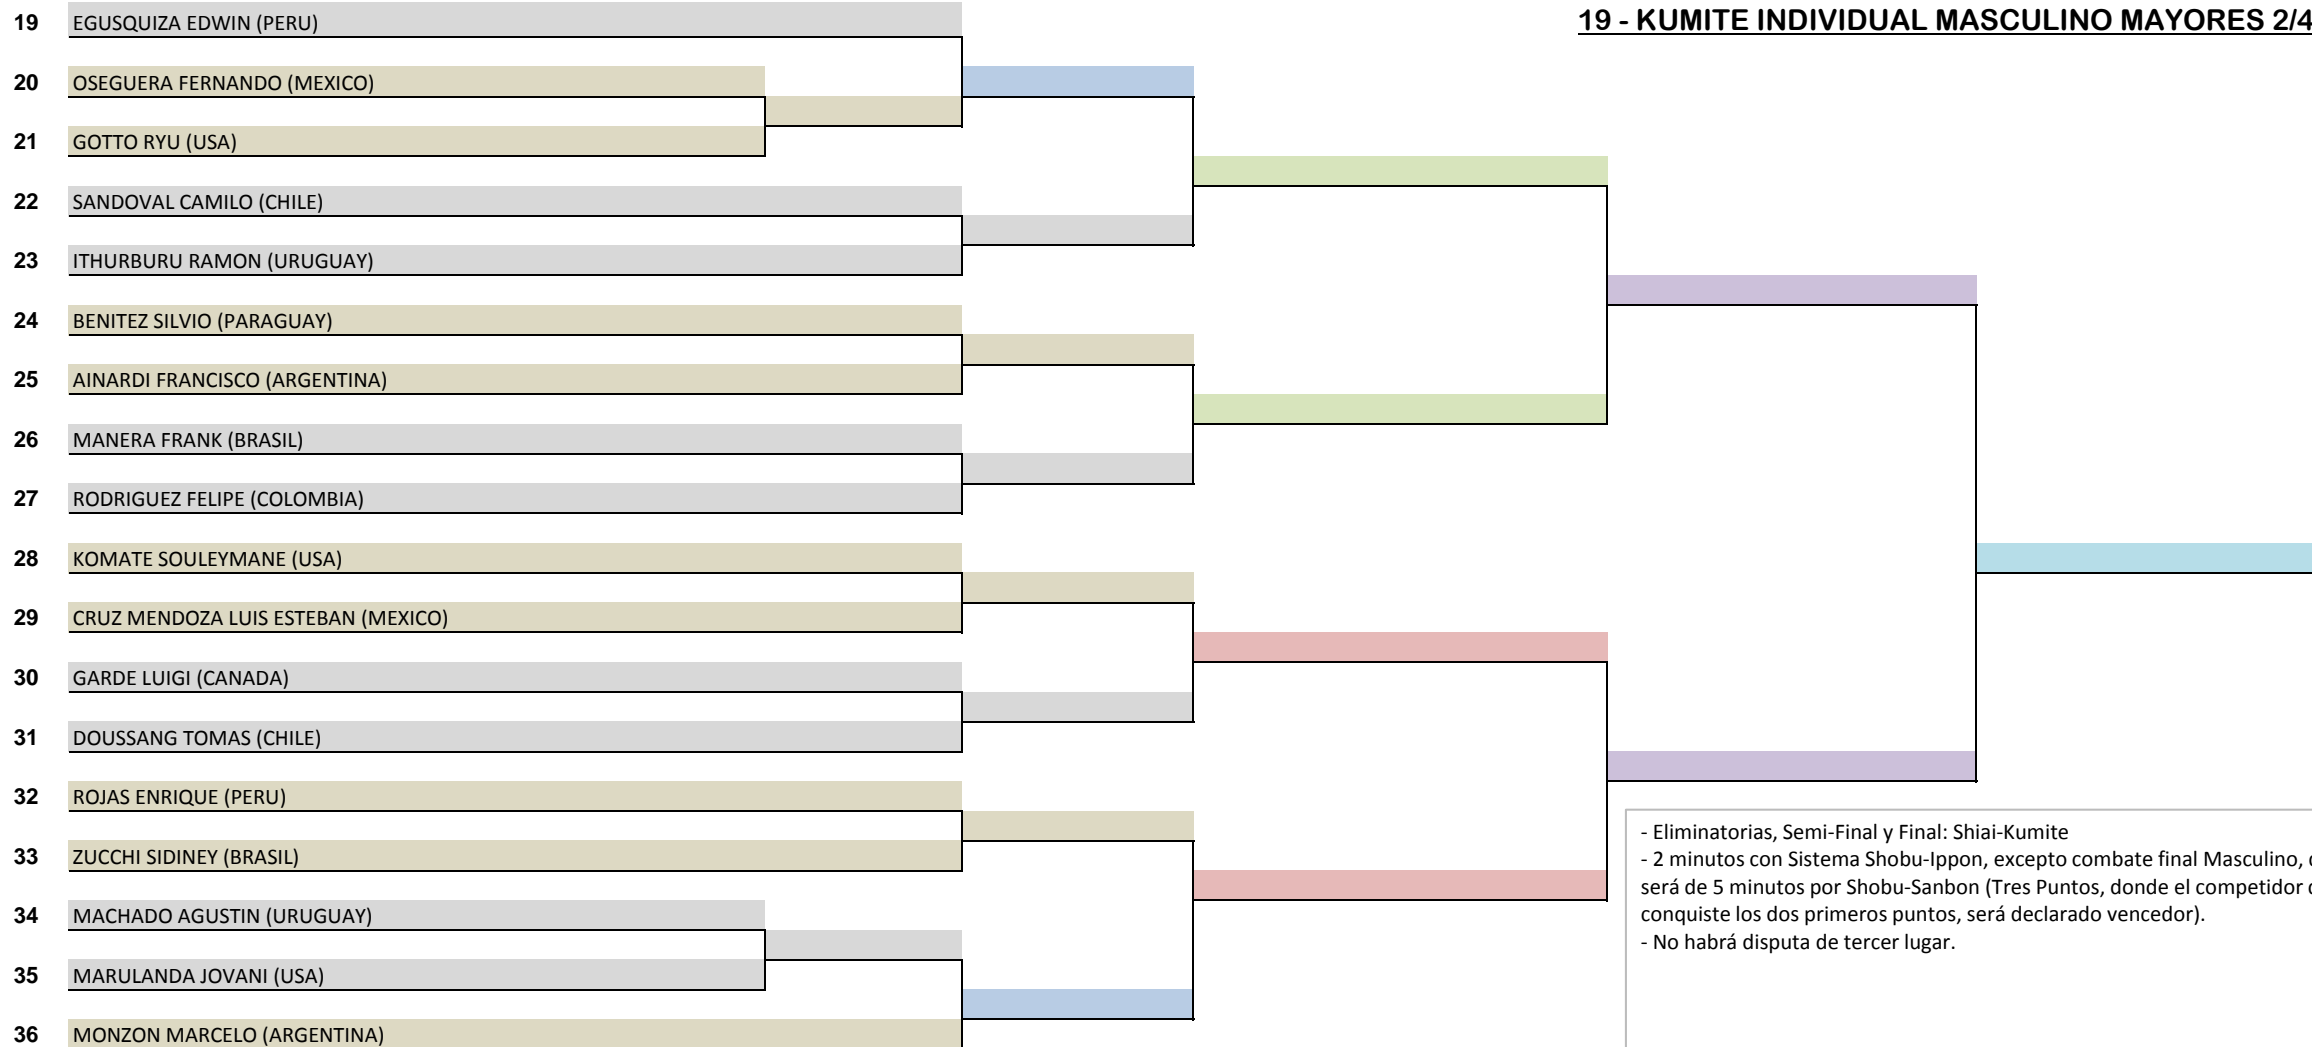 19 - KUMITE INDIVIDUAL MASCULINO MAYORES 2/4
19 EGUSQUIZA EDWIN (PERU)
20 OSEGUERA FERNANDO (MEXICO)
21 GOTTO RYU (USA)
22 SANDOVAL CAMILO (CHILE)
23 ITHURBURU RAMON (URUGUAY)
24 BENITEZ SILVIO (PARAGUAY)
25 AINARDI FRANCISCO (ARGENTINA)
26 MANERA FRANK (BRASIL)
27 RODRIGUEZ FELIPE (COLOMBIA)
28 KOMATE SOULEYMANE (USA)
29 CRUZ MENDOZA LUIS ESTEBAN (MEXICO)
30 GARDE LUIGI (CANADA)
31 DOUSSANG TOMAS (CHILE)
32 ROJAS ENRIQUE (PERU)
33 ZUCCHI SIDINEY (BRASIL)
34 MACHADO AGUSTIN (URUGUAY)
35 MARULANDA JOVANI (USA)
36 MONZON MARCELO (ARGENTINA)
- Eliminatorias, Semi-Final y Final: Shiai-Kumite
- 2 minutos con Sistema Shobu-Ippon, excepto combate final Masculino,
será de 5 minutos por Shobu-Sanbon (Tres Puntos, donde el competidor
conquiste los dos primeros puntos, será declarado vencedor).
- No habrá disputa de tercer lugar.